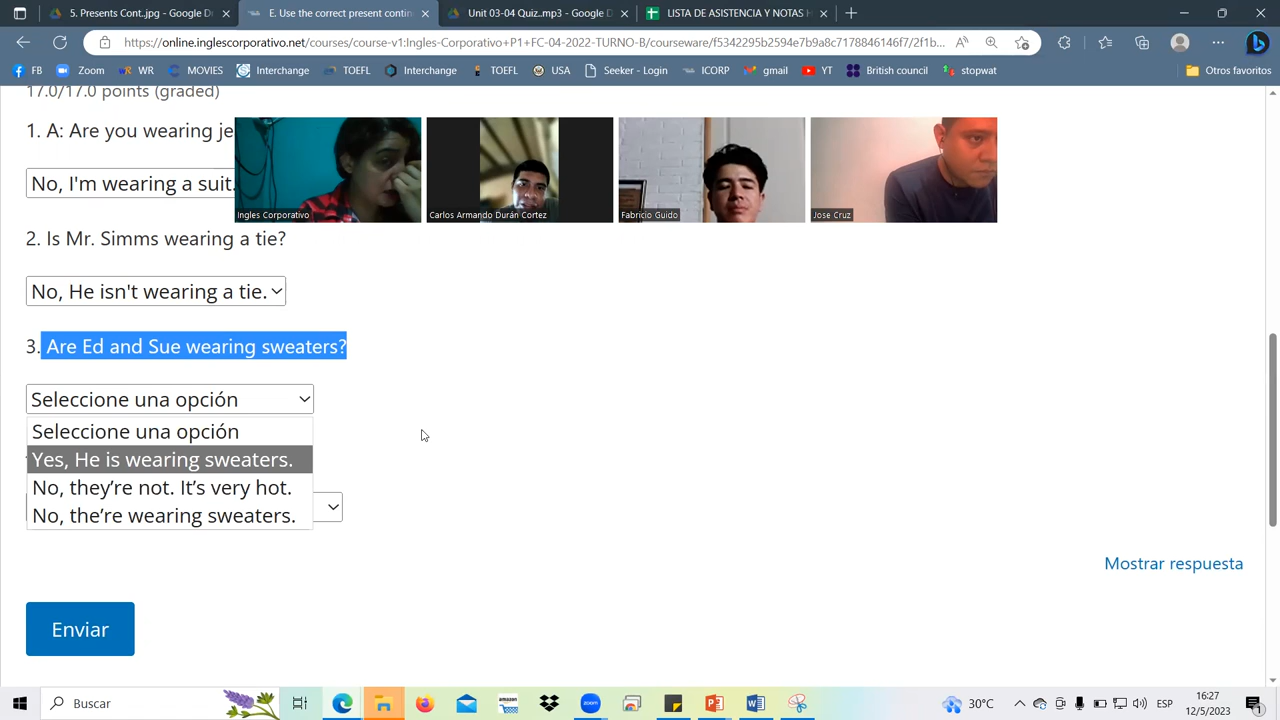 5. Presents Cont.jpg - Google D
E. Use the correct present contin
Unit 03-04 Quiz.mp3 - Google D
LISTA DE ASISTENCIA Y NOTAS H
https://online.inglescorporativo.net/courses/course-v1:Ingles-Corporativo+P1+FC-04-2022-TURNO-B/courseware/f5342295b2594e7b9a8c7178846146f7/2f1b...
FB
Zoom
WR
MOVIES
Interchange
TOEFL
Interchange
TOEFL
USA
Seeker - Login
ICORP
gmail
YT
British council
stopwat
Otros favoritos
17.0/17.0 points (graded)
1. A: Are you wearing je
No, I'm wearing a suit.
Ingles Corporativo
Carlos Armando Durán Cortez
Fabricio Guido
Jose Cruz
2. Is Mr. Simms wearing a tie?
No, He isn't wearing a tie.
3. Are Ed and Sue wearing sweaters?
Seleccione una opción
Seleccione una opción
Yes, He is wearing sweaters.
No, they're not. It's very hot.
No, the're wearing sweaters.
Mostrar respuesta
Enviar
Buscar
30°C
ESP
16:27
12/5/2023
1